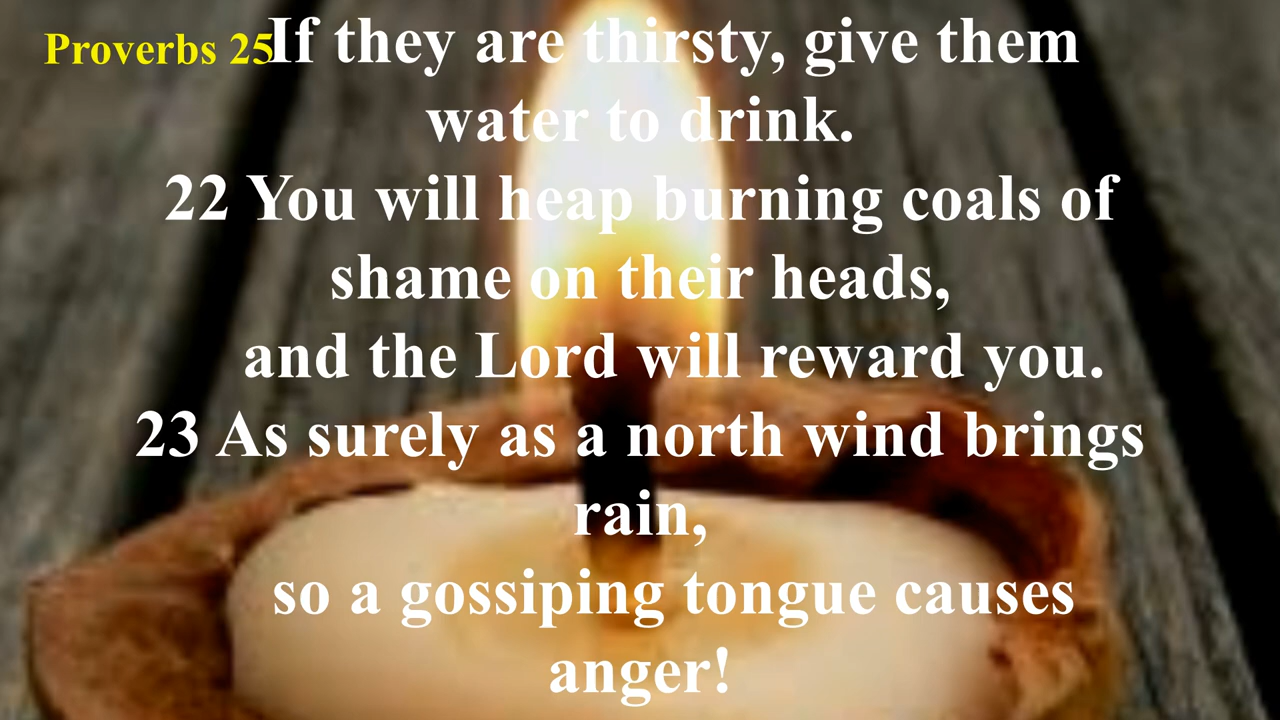 Proverbs 25
If they are thirsty, give them
water to drink.
22 You will heap burning coals of
shame on their heads,
and the Lord will reward you.
23 As surely as a north wind brings
rain,
so a gossiping tongue causes
anger!